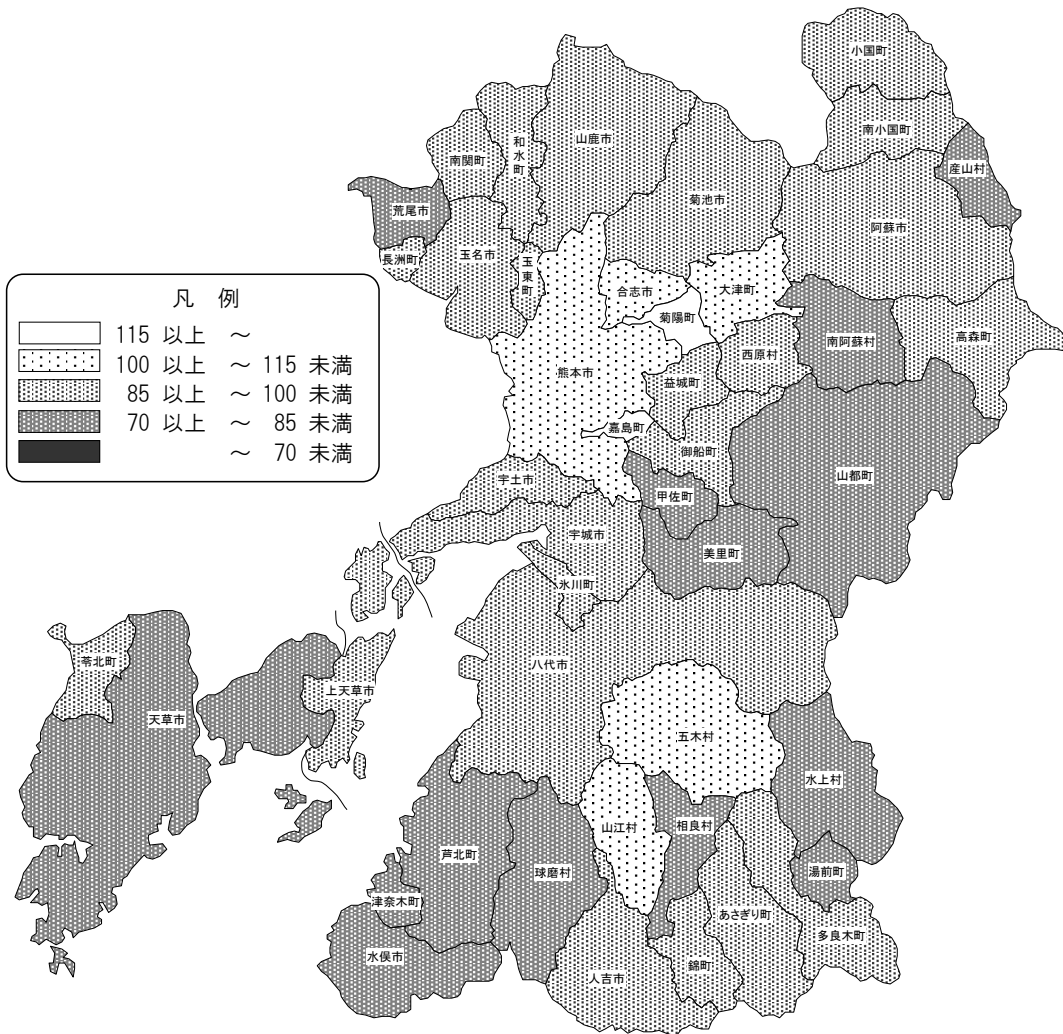 小国町
南小国町
和水町
山鹿市
南関町
産山村
菊池市
荒尾市
阿蘇市
玉名市
長洲町
玉東町
合志市
大津町
菊陽町
南阿蘇村
高森町
西原村
熊本市
益城町
嘉島町
御船町
山都町
宇土市
甲佐町
宇城市
美里町
氷川町
苓北町
八代市
上天草市
天草市
五木村
水上村
山江村
相良村
芦北町
球磨村
湯前町
津奈木町
あさぎり町
多良木町
水俣市
錦町
人吉市
凡 例
115 以上 ~
100 以上 ~ 115 未満
85 以上 ~ 100 未満
70 以上 ~ 85 未満
~ 70 未満